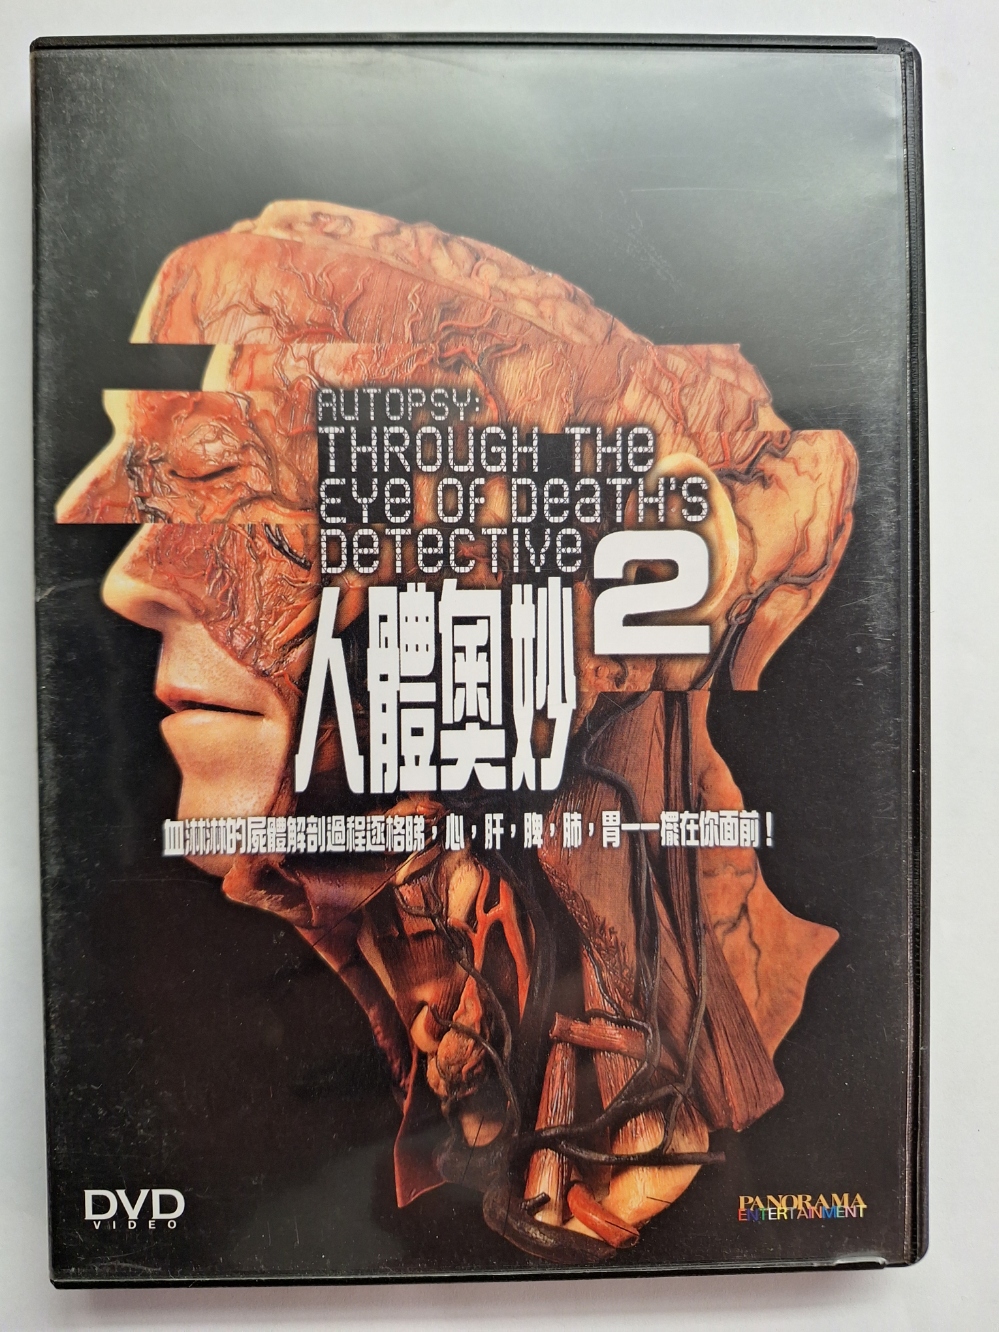 AUTOPSY:
THROUGH THE
EYE OF DEATH'S
DETECTIVE
2
人體奧妙
血淋淋的屍體解剖過程逐格睇，心，肝，脾，肺，胃一一擺在你面前！
DVD
VIDEO
PANORAMA
ENTERTAINMENT